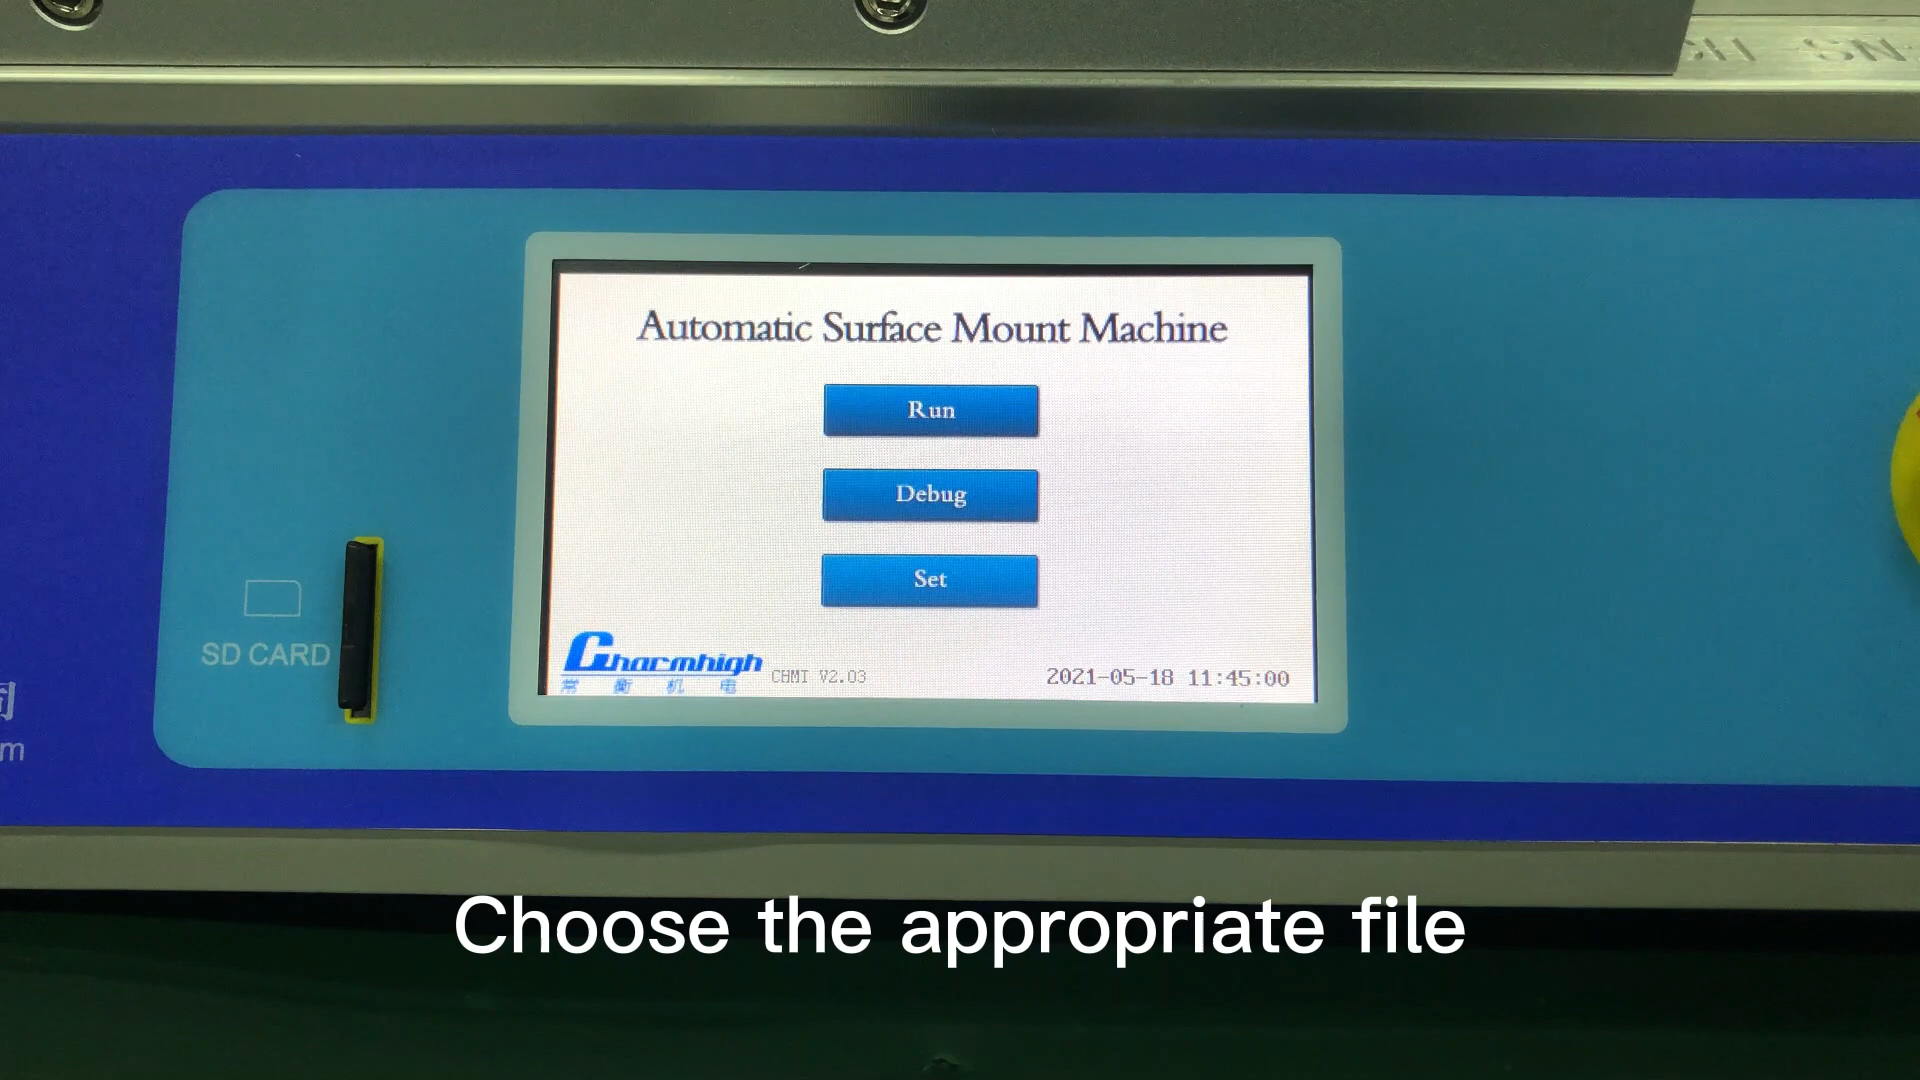 Automatic Surface Mount Machine
Run
Debug
Set
SD CARD
Charmhigh
常 衡 机 电
CHMT V2.03
2021-05-18 11:45:00
司
m
Choose the appropriate file